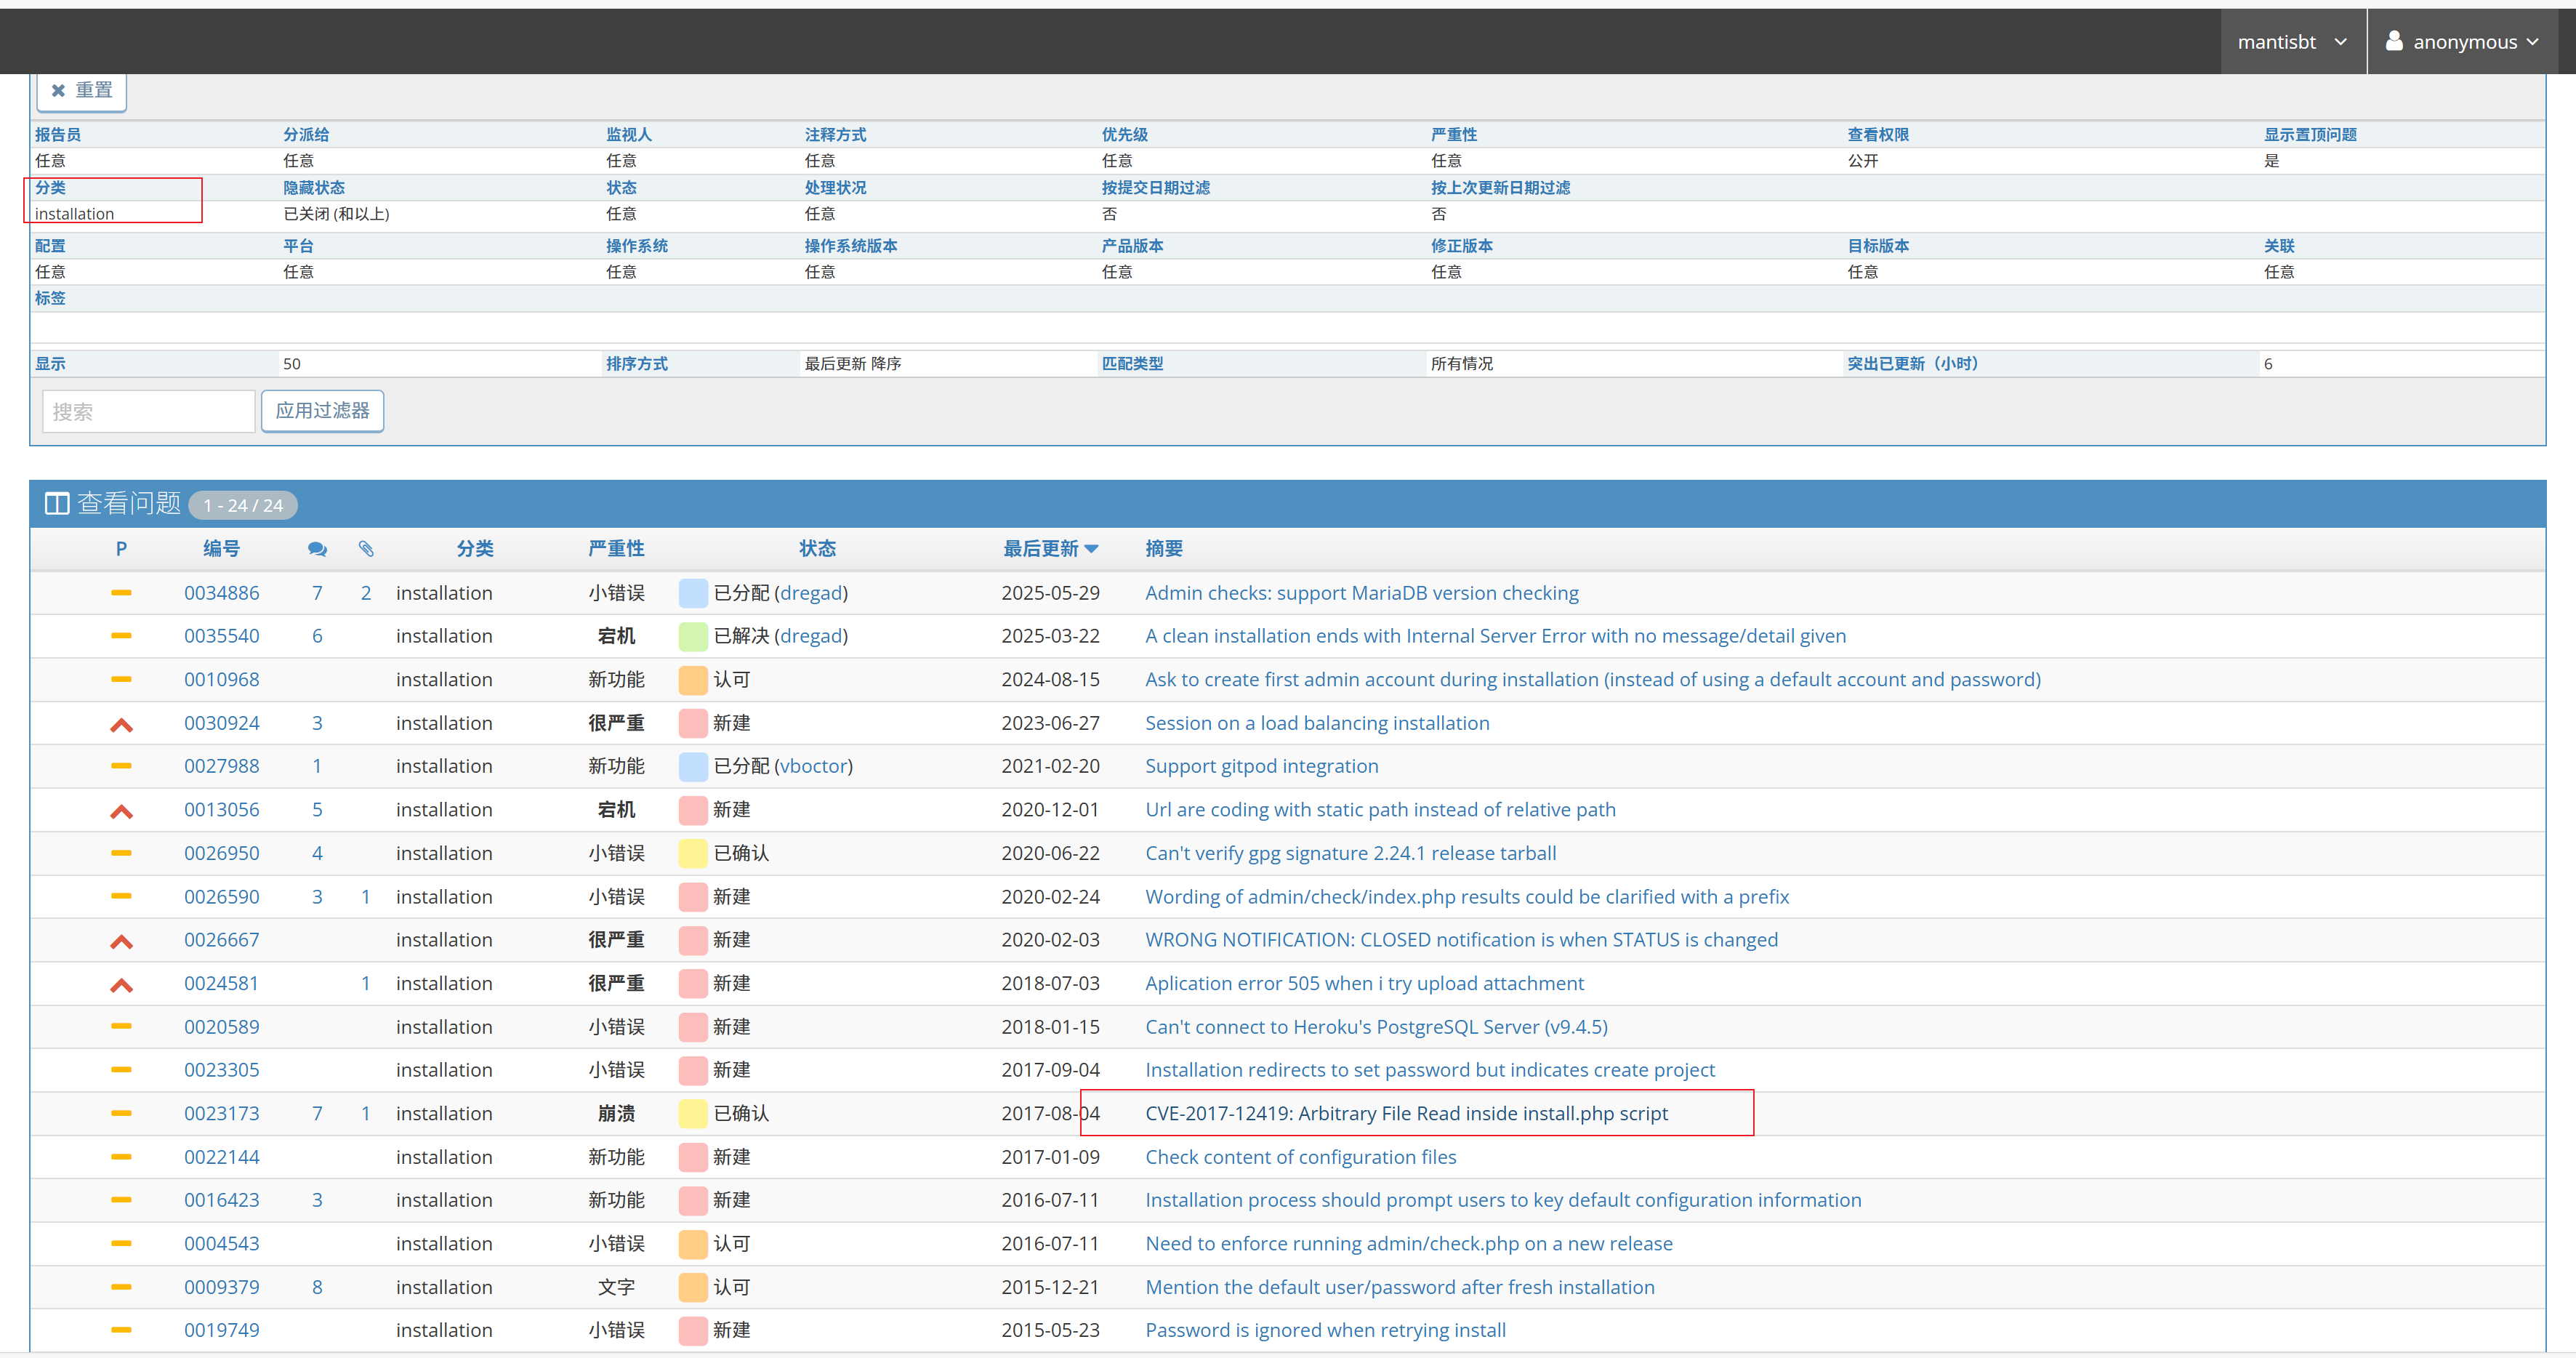 mantisbt anonymous
重置
报告员 分派给 监视人 注释方式 优先级 严重性 查看权限 显示置顶问题
任意 任意 任意 任意 任意 任意 公开 是
分类 隐藏状态 状态 处理状况 按提交日期过滤 按上次更新日期过滤
installation 已关闭 (和以上) 任意 任意 否 否
配置 平台 操作系统 操作系统版本 产品版本 修正版本 目标版本 关联
任意 任意 任意 任意 任意 任意 任意 任意
标签
显示 50 排序方式 最后更新 降序 匹配类型 所有情况 突出已更新（小时） 6
搜索 应用过滤器
查看问题 1 - 24 / 24
P 编号 分类 严重性 状态 最后更新 摘要
0034886 7 2 installation 小错误 已分配 (dregad) 2025-05-29 Admin checks: support MariaDB version checking
0035540 6 installation 宕机 已解决 (dregad) 2025-03-22 A clean installation ends with Internal Server Error with no message/detail given
0010968 installation 新功能 认可 2024-08-15 Ask to create first admin account during installation (instead of using a default account and password)
0030924 3 installation 很严重 新建 2023-06-27 Session on a load balancing installation
0027988 1 installation 新功能 已分配 (vboctor) 2021-02-20 Support gitpod integration
0013056 5 installation 宕机 新建 2020-12-01 Url are coding with static path instead of relative path
0026950 4 installation 小错误 已确认 2020-06-22 Can't verify gpg signature 2.24.1 release tarball
0026590 3 1 installation 小错误 新建 2020-02-24 Wording of admin/check/index.php results could be clarified with a prefix
0026667 installation 很严重 新建 2020-02-03 WRONG NOTIFICATION: CLOSED notification is when STATUS is changed
0024581 1 installation 很严重 新建 2018-07-03 Aplication error 505 when i try upload attachment
0020589 installation 小错误 新建 2018-01-15 Can't connect to Heroku's PostgreSQL Server (v9.4.5)
0023305 installation 小错误 新建 2017-09-04 Installation redirects to set password but indicates create project
0023173 7 1 installation 崩溃 已确认 2017-08-04 CVE-2017-12419: Arbitrary File Read inside install.php script
0022144 installation 新功能 新建 2017-01-09 Check content of configuration files
0016423 3 installation 新功能 新建 2016-07-11 Installation process should prompt users to key default configuration information
0004543 installation 小错误 认可 2016-07-11 Need to enforce running admin/check.php on a new release
0009379 8 installation 文字 认可 2015-12-21 Mention the default user/password after fresh installation
0019749 installation 小错误 新建 2015-05-23 Password is ignored when retrying install